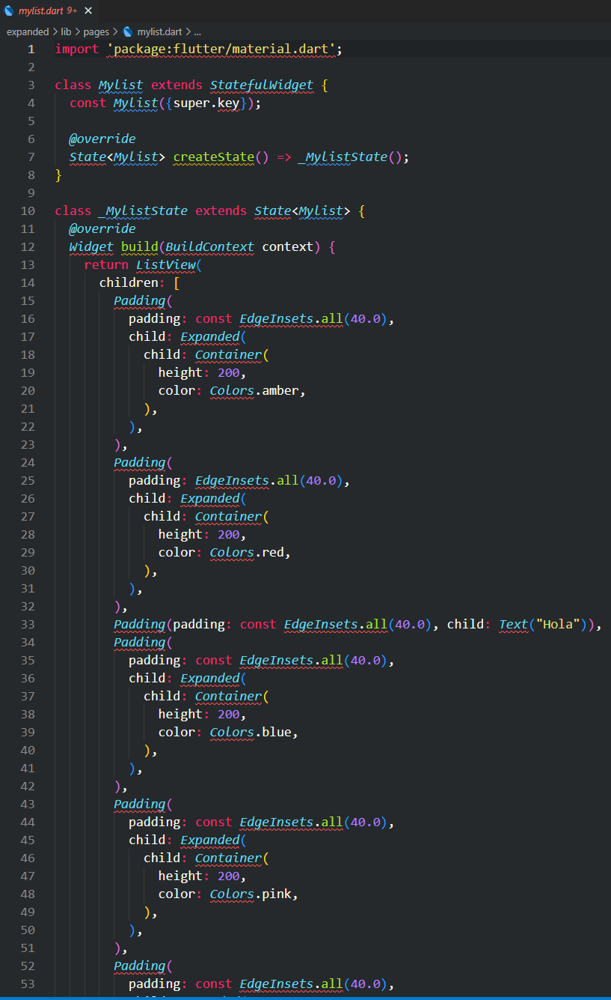 mylist.dart 9+ ×
expanded > lib > pages > mylist.dart > ...
1 import 'package:flutter/material.dart';
2
3 class Mylist extends StatefulWidget {
4   const Mylist({super.key});
5
6   @override
7   State<Mylist> createState() => _MylistState();
8 }
9
10 class _MylistState extends State<Mylist> {
11   @override
12   Widget build(BuildContext context) {
13     return ListView(
14       children: [
15         Padding(
16           padding: const EdgeInsets.all(40.0),
17           child: Expanded(
18             child: Container(
19               height: 200,
20               color: Colors.amber,
21             ),
22           ),
23         ),
24         Padding(
25           padding: EdgeInsets.all(40.0),
26           child: Expanded(
27             child: Container(
28               height: 200,
29               color: Colors.red,
30             ),
31           ),
32         ),
33         Padding(padding: const EdgeInsets.all(40.0), child: Text("Hola")),
34         Padding(
35           padding: const EdgeInsets.all(40.0),
36           child: Expanded(
37             child: Container(
38               height: 200,
39               color: Colors.blue,
40             ),
41           ),
42         ),
43         Padding(
44           padding: const EdgeInsets.all(40.0),
45           child: Expanded(
46             child: Container(
47               height: 200,
48               color: Colors.pink,
49             ),
50           ),
51         ),
52         Padding(
53           padding: const EdgeInsets.all(40.0),